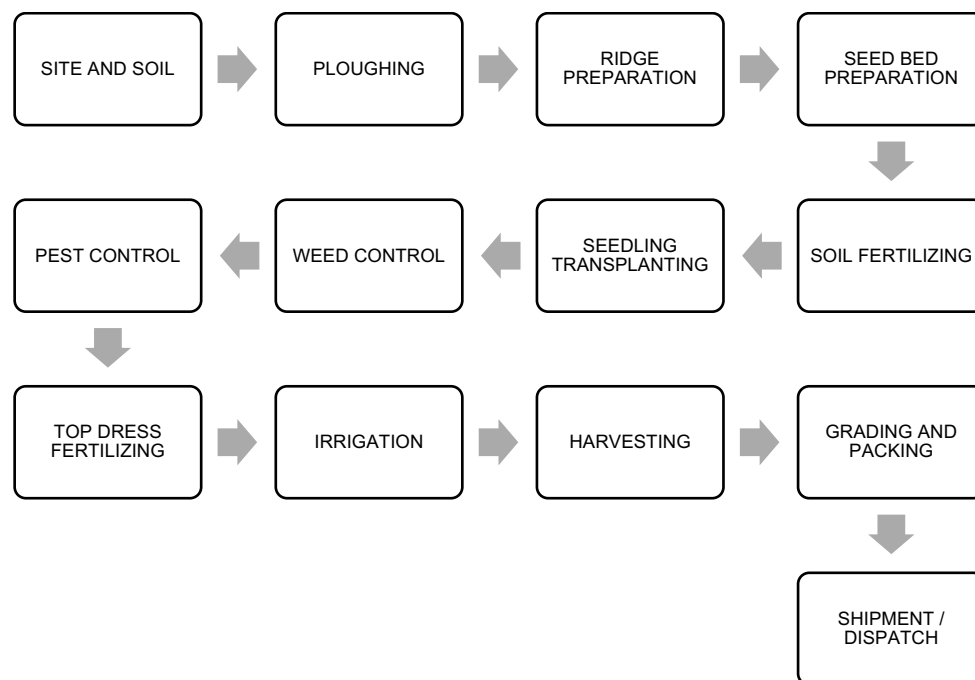 SITE AND SOIL
PLOUGHING
RIDGE
PREPARATION
SEED BED
PREPARATION
SOIL FERTILIZING
SEEDLING
TRANSPLANTING
WEED CONTROL
PEST CONTROL
TOP DRESS
FERTILIZING
IRRIGATION
HARVESTING
GRADING AND
PACKING
SHIPMENT /
DISPATCH